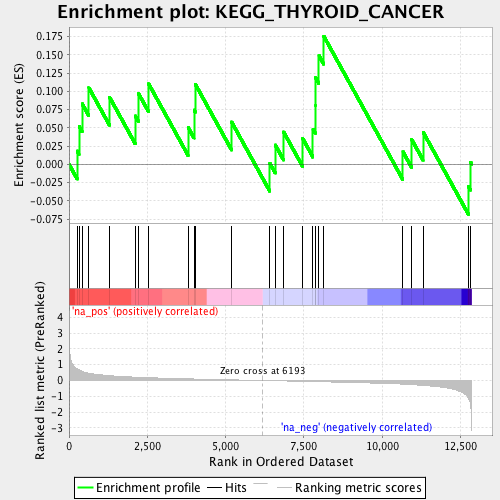 Enrichment plot: KEGG_THYROID_CANCER
Enrichment score (ES)
0.175
0.150
0.125
0.100
0.075
0.050
0.025
0.000
-0.025
-0.050
-0.075
'na_pos' (positively correlated)
Ranked list metric (PreRanked)
4
3
2
1
0
-1
-2
-3
Zero cross at 6193
'na_neg' (negatively correlated)
0 2,500 5,000 7,500 10,000 12,500
Rank in Ordered Dataset
Enrichment profile Hits Ranking metric scores